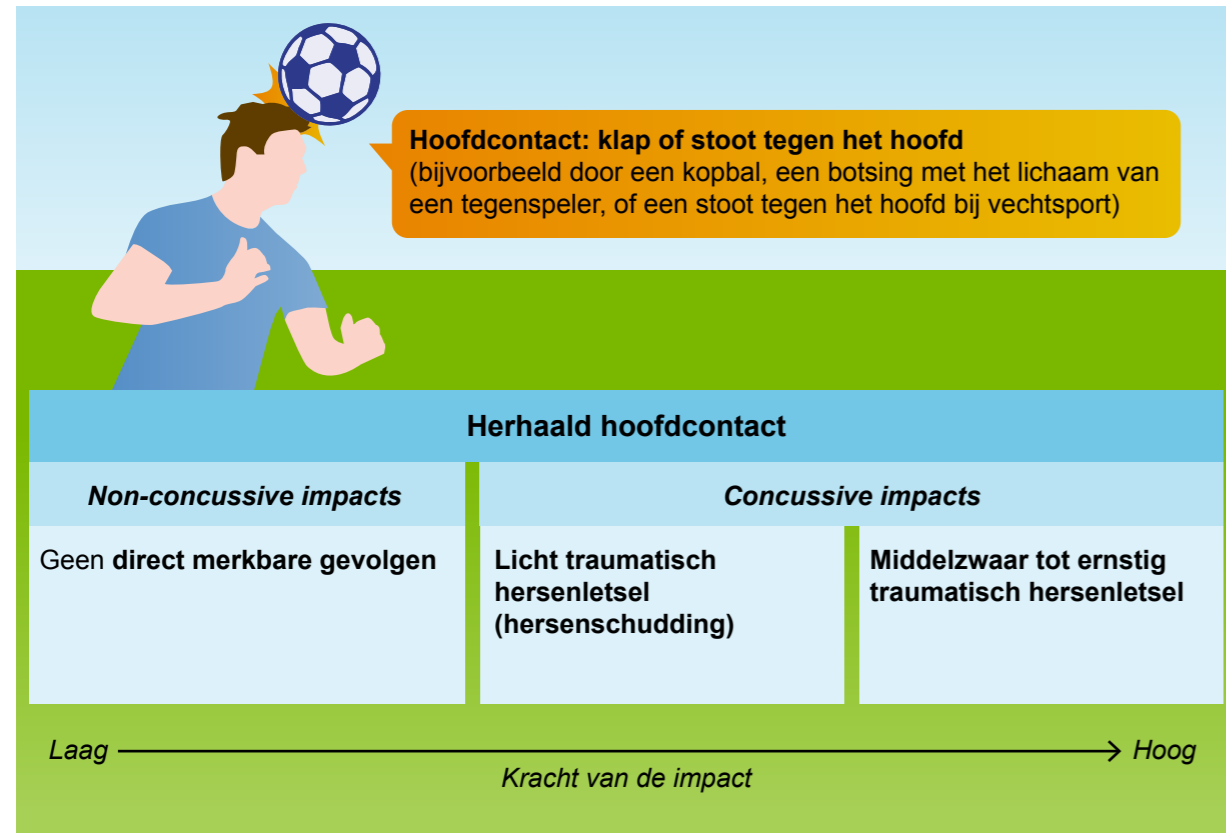 Hoofdcontact: klap of stoot tegen het hoofd
(bijvoorbeeld door een kopbal, een botsing met het lichaam van
een tegenspeler, of een stoot tegen het hoofd bij vechtsport)
Herhaald hoofdcontact
Non-concussive impacts
Concussive impacts
Geen direct merkbare gevolgen
Licht traumatisch
hersenletsel
(hersenschudding)
Middelzwaar tot ernstig
traumatisch hersenletsel
Laag
Hoog
Kracht van de impact